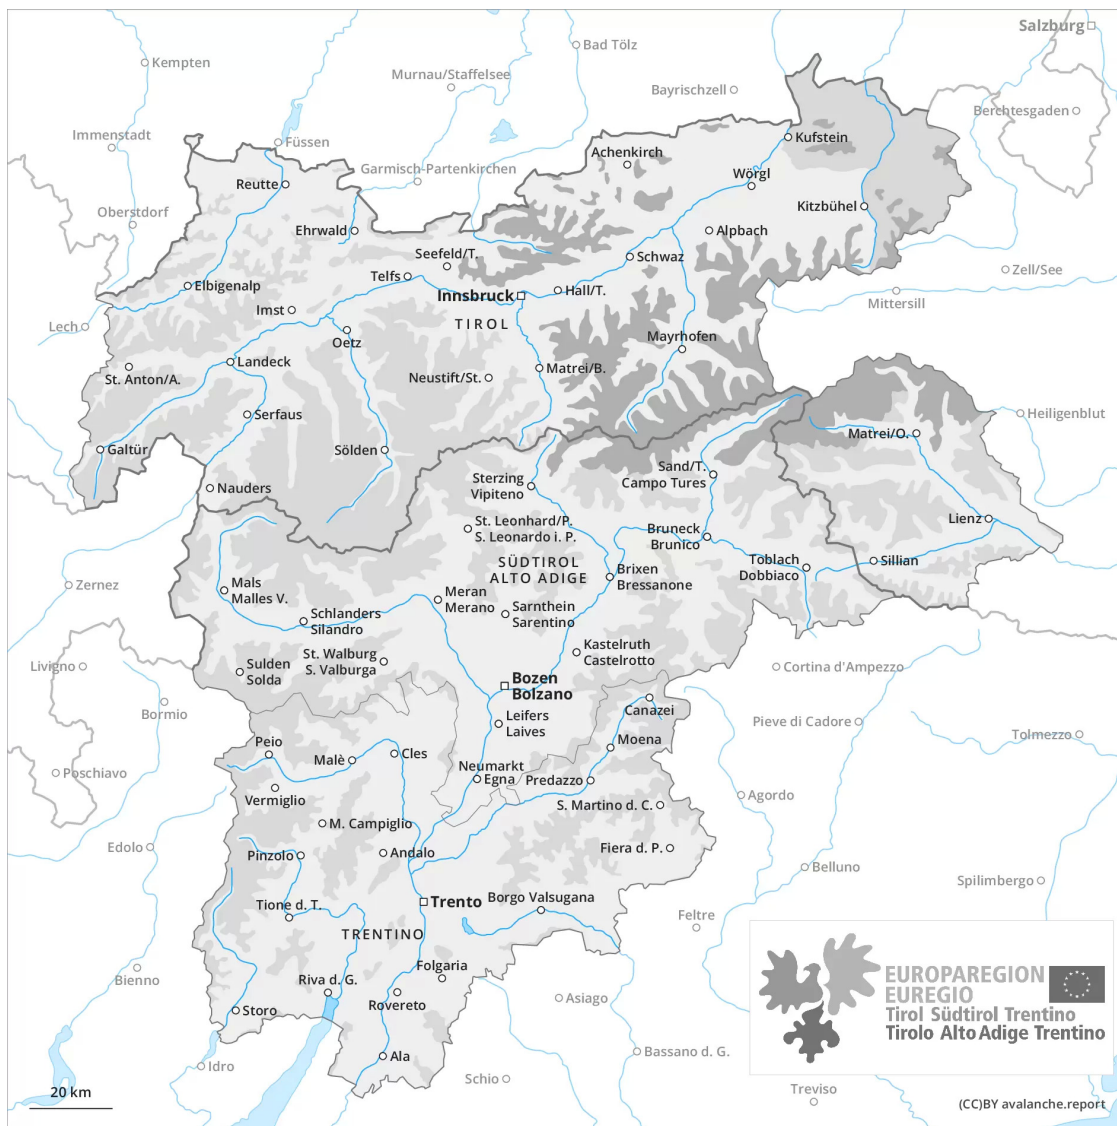 Salzburg
Bad Tölz
Kempten
Murnau/Staffelsee
Bayrischzell
Berchtesgaden
Immenstadt
Füssen
Kufstein
Achenkirch
Garmisch-Partenkirchen
Wörgl
Reutte
Kitzbühel
Oberstdorf
Ehrwald
Alpbach
Seefeld/T.
Schwaz
Zell/See
Telfs
Elbigenalp
Hall/T.
Innsbruck
Mittersill
Imst
TIROL
Lech
Oetz
Mayrhofen
Landeck
Matrei/B.
St. Anton/A.
Neustift/St.
Serfaus
Heiligenblut
Matrei/O.
Galtür
Sölden
Sand/T.
Campo Tures
Sterzing
Vipiteno
Nauders
Lienz
St. Leonhard/P.
S. Leonardo i. P.
Bruneck
Brunico
SÜDTIROL
ALTO ADIGE
Toblach
Dobbiaco
Sillian
Brixen
Bressanone
Zernez
Mals
Malles V.
Meran
Merano
Sarnthein
Sarentino
Schlanders
Silandro
Kastelruth
Castelrotto
St. Walburg
S. Valburga
Livigno
Sulden
Solda
Cortina d'Ampezzo
Bozen
Bolzano
Bormio
Canazei
Leifers
Laives
Pieve di Cadore
Tolmezzo
Peio
Moena
Malè
Cles
Neumarkt
Egna
Predazzo
Poschiavo
Vermiglio
Agordo
S. Martino d. C.
M. Campiglio
Edolo
Fiera d. P.
Pinzolo
Andalo
Belluno
Spilimbergo
Borgo Valsugana
Trento
Tione d. T.
Feltre
TRENTINO
Folgaria
Bienno
Riva d. G.
EUROPAREGION
EUREGIO
Tirol Südtirol Trentino
Tirolo Alto Adige Trentino
Asiago
Rovereto
Storo
Bassano d. G.
Ala
Idro
Schio
Treviso
20 km
(CC)BY avalanche.report